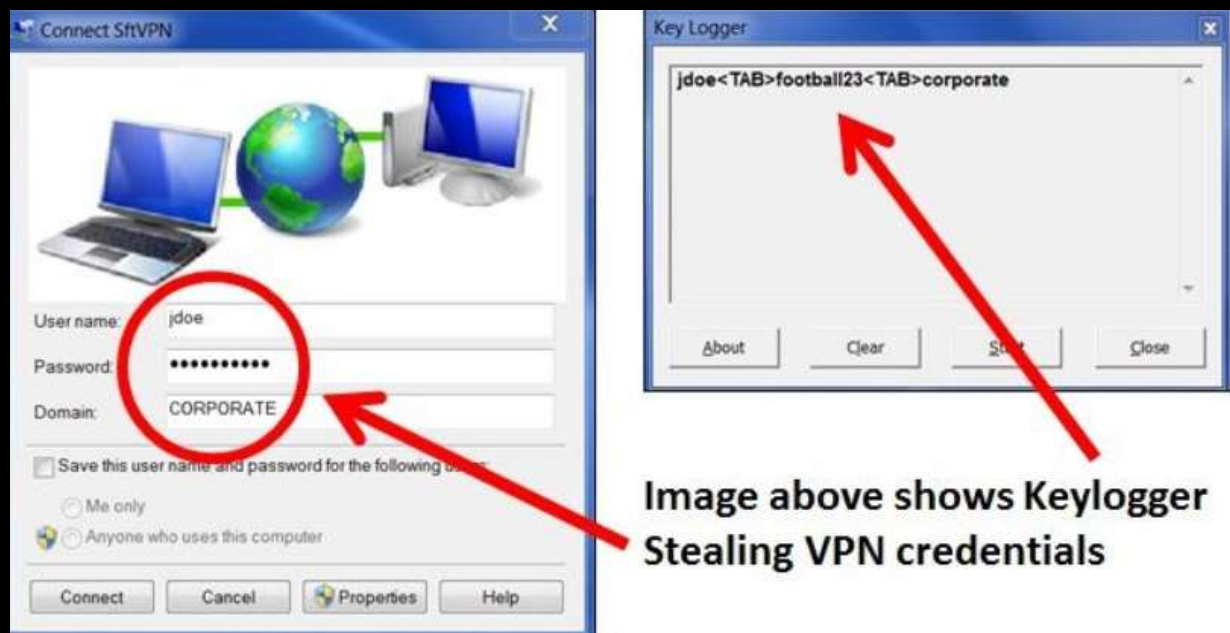 Connect SftVPN
User name:
jdoe
Password:
••••••••••
Domain:
CORPORATE
Save this user name and password for the following
Me only
Anyone who uses this computer
Connect
Cancel
Properties
Help
Key Logger
jdoe<TAB>football23<TAB>corporate
About
Clear
Close
Image above shows Keylogger
Stealing VPN credentials